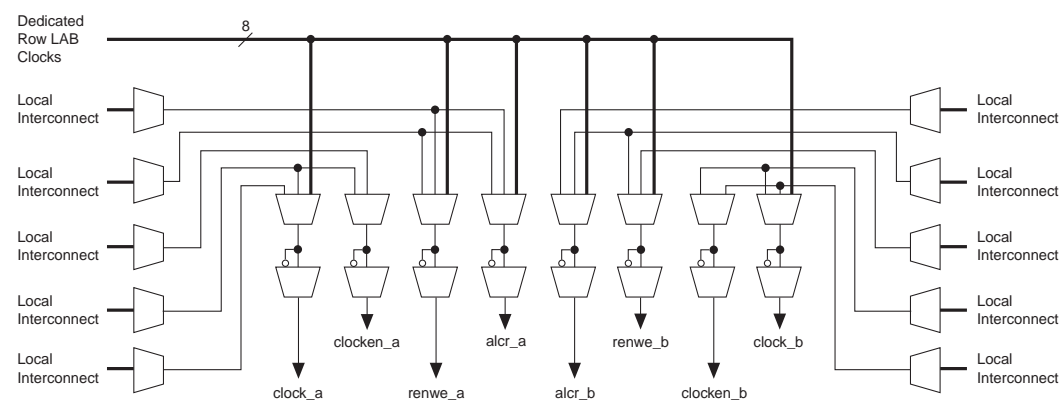 Dedicated
Row LAB
Clocks
8
Local
Interconnect
Local
Interconnect
Local
Interconnect
Local
Interconnect
Local
Interconnect
Local
Interconnect
Local
Interconnect
Local
Interconnect
Local
Interconnect
Local
Interconnect
clocken_a
alcr_a
renwe_b
clock_b
clock_a
renwe_a
alcr_b
clocken_b